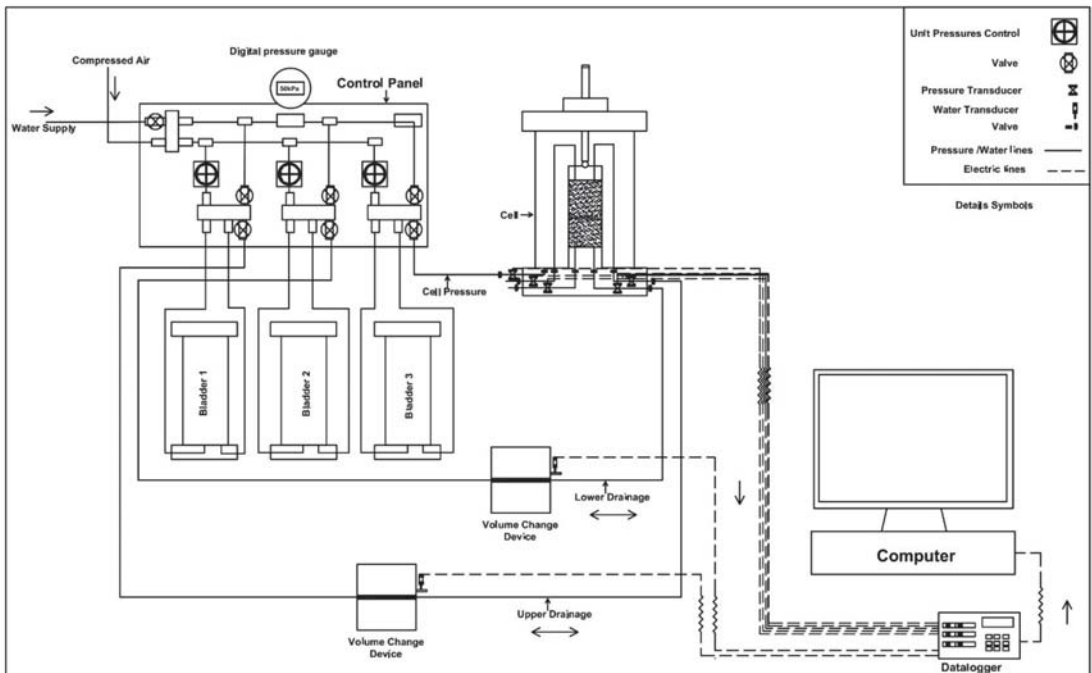 Digital pressure gauge
Compressed Air
50kPa
Control Panel
Water Supply
Unit Pressures Control
Valve
Pressure Transducer
Water Transducer
Valve
Pressure /Water lines
Electric lines
Details Symbols
Cell
Cell Pressure
Bladder 1
Bladder 2
Bladder 3
Lower Drainage
Volume Change
Device
Computer
Upper Drainage
Volume Change
Device
Datalogger